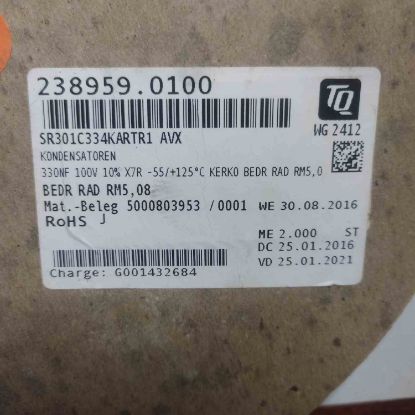 238959.0100
TQ
WG 2412
SR301C334KARTR1 AVX
KONDENSATOREN
330NF 100V 10% X7R -55/+125°C KERKO BEDR RAD RM5,0
BEDR RAD RM5,08
Mat.-Beleg 5000803953 /0001 WE 30.08.2016
RoHS J
ME 2.000 ST
DC 25.01.2016
VD 25.01.2021
Charge: G001432684